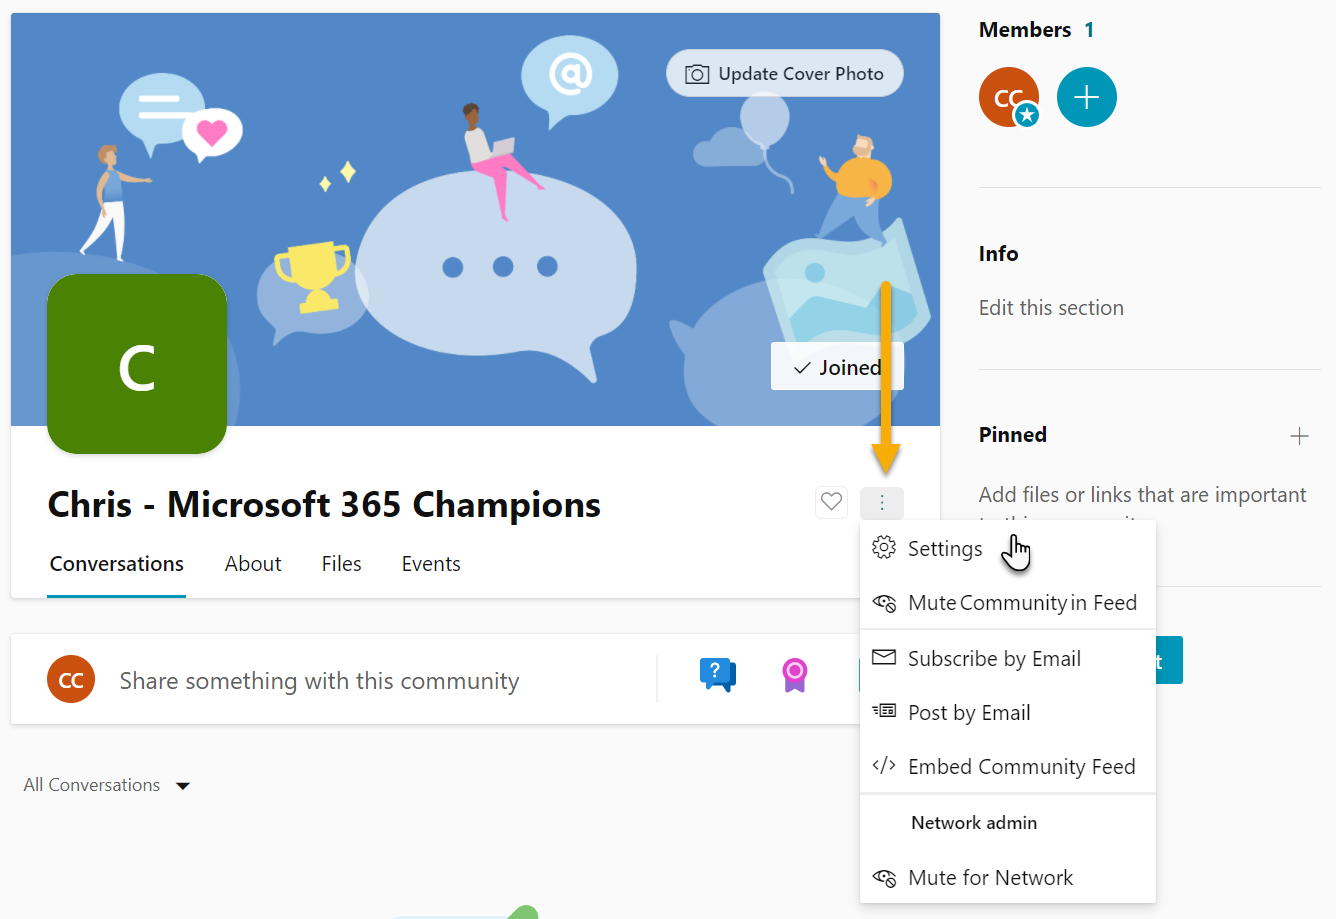 Update Cover Photo
@
Joined
C
Chris - Microsoft 365 Champions
Conversations About Files Events
CC Share something with this community
?
All Conversations
Members 1
CC
Info
Edit this section
Pinned
Add files or links that are important
Settings
Mute Community in Feed
Subscribe by Email
Post by Email
Embed Community Feed
Network admin
Mute for Network